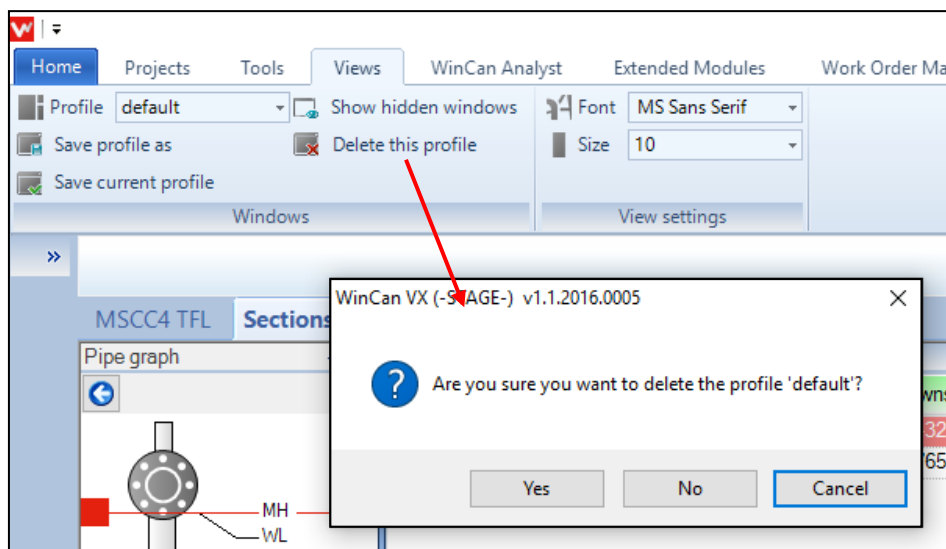 Home Projects Tools Views WinCan Analyst Extended Modules Work Order Ma
Profile default Show hidden windows Font MS Sans Serif
Save profile as Delete this profile Size 10
Save current profile
Windows View settings
WinCan VX (-STAGE-) v1.1.2016.0005
MSCC4 TFL Sections
Pipe graph
Are you sure you want to delete the profile 'default'?
32
765
Yes No Cancel
MH
WL